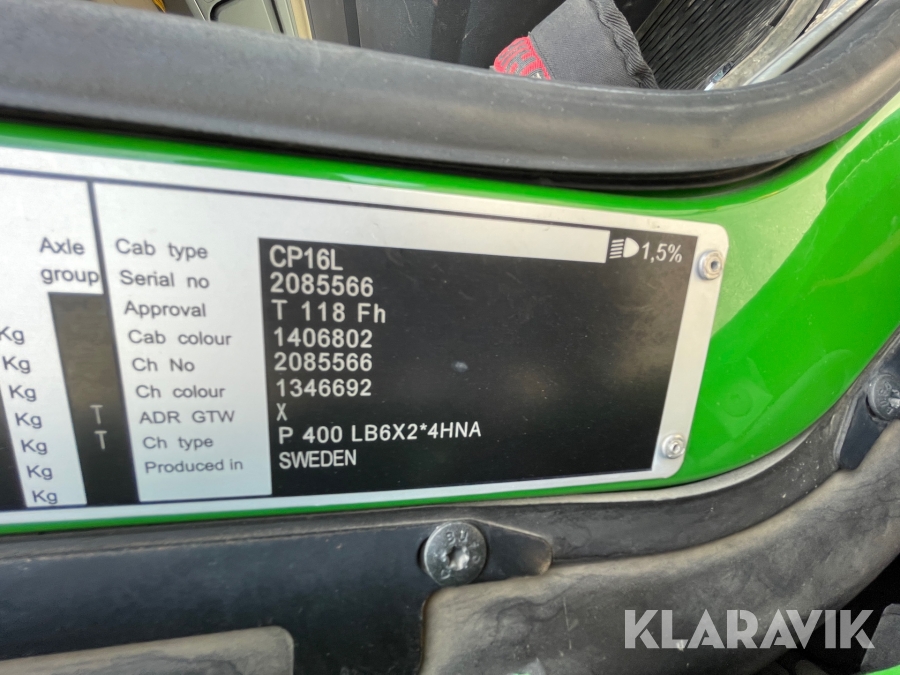 1,5%
Axle
group
Cab type CP16L
Serial no 2085566
Approval T 118 Fh
Kg Cab colour 1406802
Kg Ch No 2085566
Kg Ch colour 1346692
Kg T ADR GTW X
Kg T Ch type P 400 LB6X2*4HNA
Kg Produced in SWEDEN
Kg
KLARAVIK